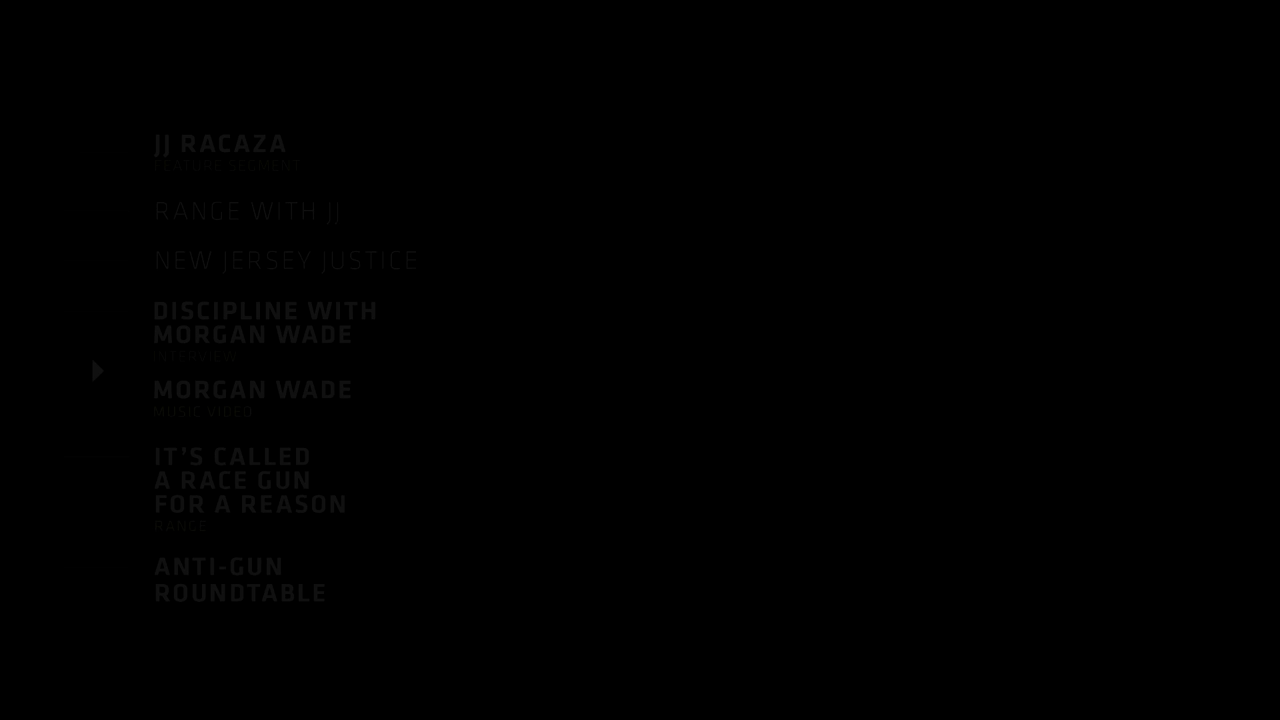 JJ RACAZA
FEATURE SEGMENT
RANGE WITH JJ
NEW JERSEY JUSTICE
DISCIPLINE WITH
MORGAN WADE
INTERVIEW
MORGAN WADE
MUSIC VIDEO
IT'S CALLED
A RACE GUN
FOR A REASON
RANGE
ANTI-GUN
ROUNDTABLE